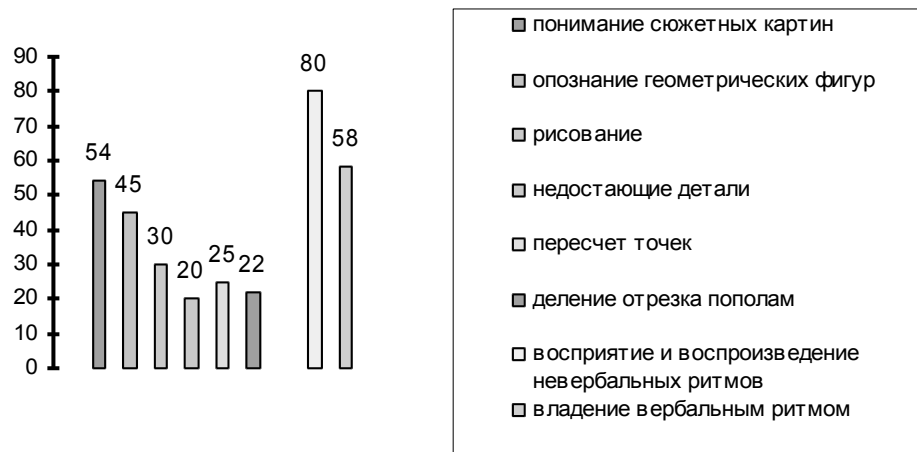 90
80
70
60
50
40
30
20
10
0
54
45
30
20
25
22
80
58
понимание сюжетных картин
опознание геометрических фигур
рисование
недостающие детали
пересчет точек
деление отрезка пополам
восприятие и воспроизведение
невербальных ритмов
владение вербальным ритмом